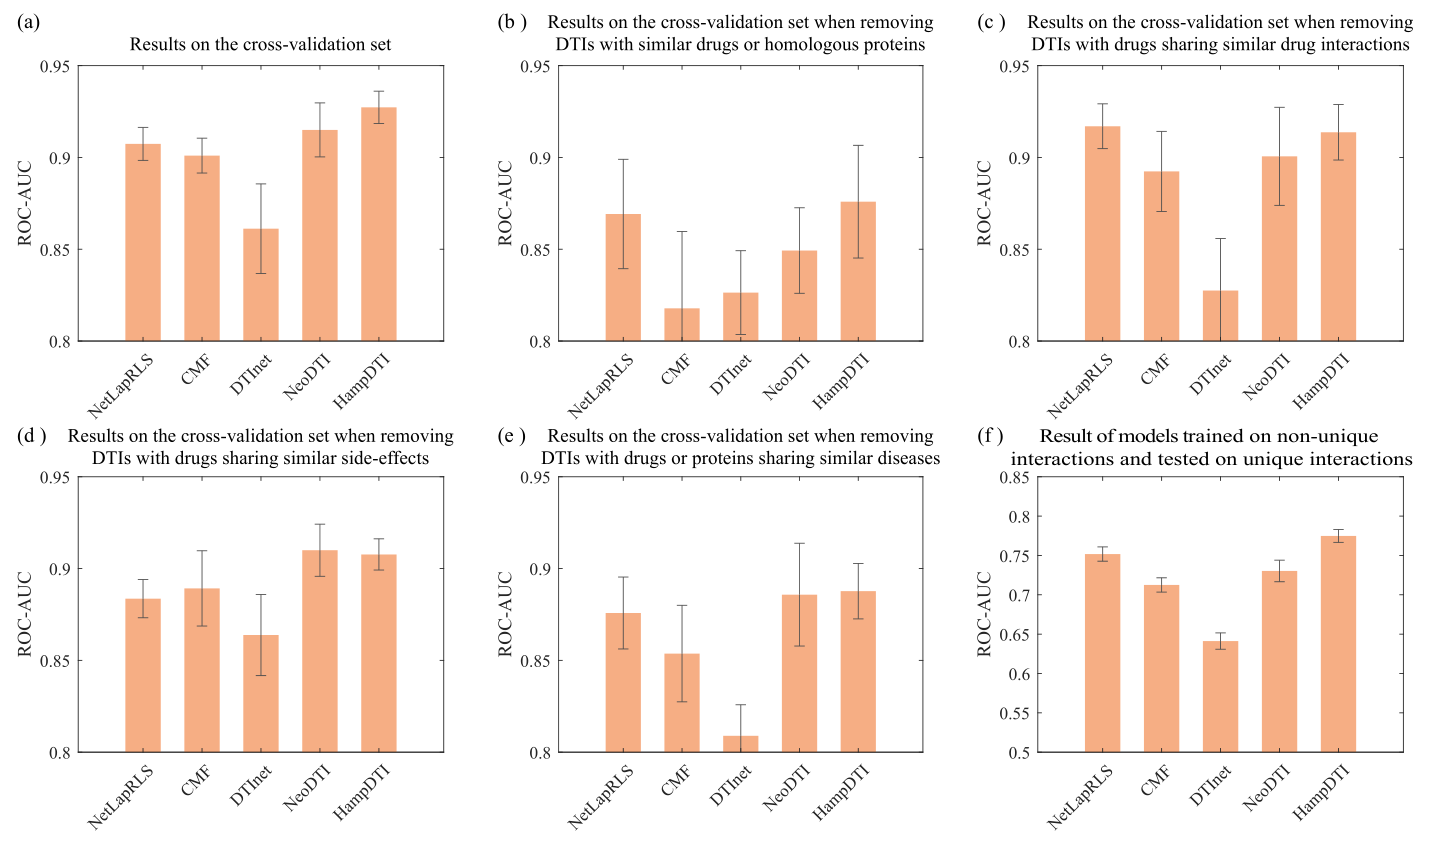 (a)
Results on the cross-validation set
0.95
0.9
0.85
0.8
ROC-AUC
NetLapRLS
CMF
DTInet
NeoDTI
HampDTI
(b)
Results on the cross-validation set when removing
DTIs with similar drugs or homologous proteins
0.95
0.9
0.85
0.8
ROC-AUC
NetLapRLS
CMF
DTInet
NeoDTI
HampDTI
(c)
Results on the cross-validation set when removing
DTIs with drugs sharing similar drug interactions
0.95
0.9
0.85
0.8
ROC-AUC
NetLapRLS
CMF
DTInet
NeoDTI
HampDTI
(d )
Results on the cross-validation set when removing
DTIs with drugs sharing similar side-effects
0.95
0.9
0.85
0.8
ROC-AUC
NetLapRLS
CMF
DTInet
NeoDTI
HampDTI
(e )
Results on the cross-validation set when removing
DTIs with drugs or proteins sharing similar diseases
0.95
0.9
0.85
0.8
ROC-AUC
NetLapRLS
CMF
DTInet
NeoDTI
HampDTI
(f )
Result of models trained on non-unique
interactions and tested on unique interactions
0.85
0.8
0.75
0.7
0.65
0.6
0.55
0.5
ROC-AUC
NetLapRLS
CMF
DTInet
NeoDTI
HampDTI